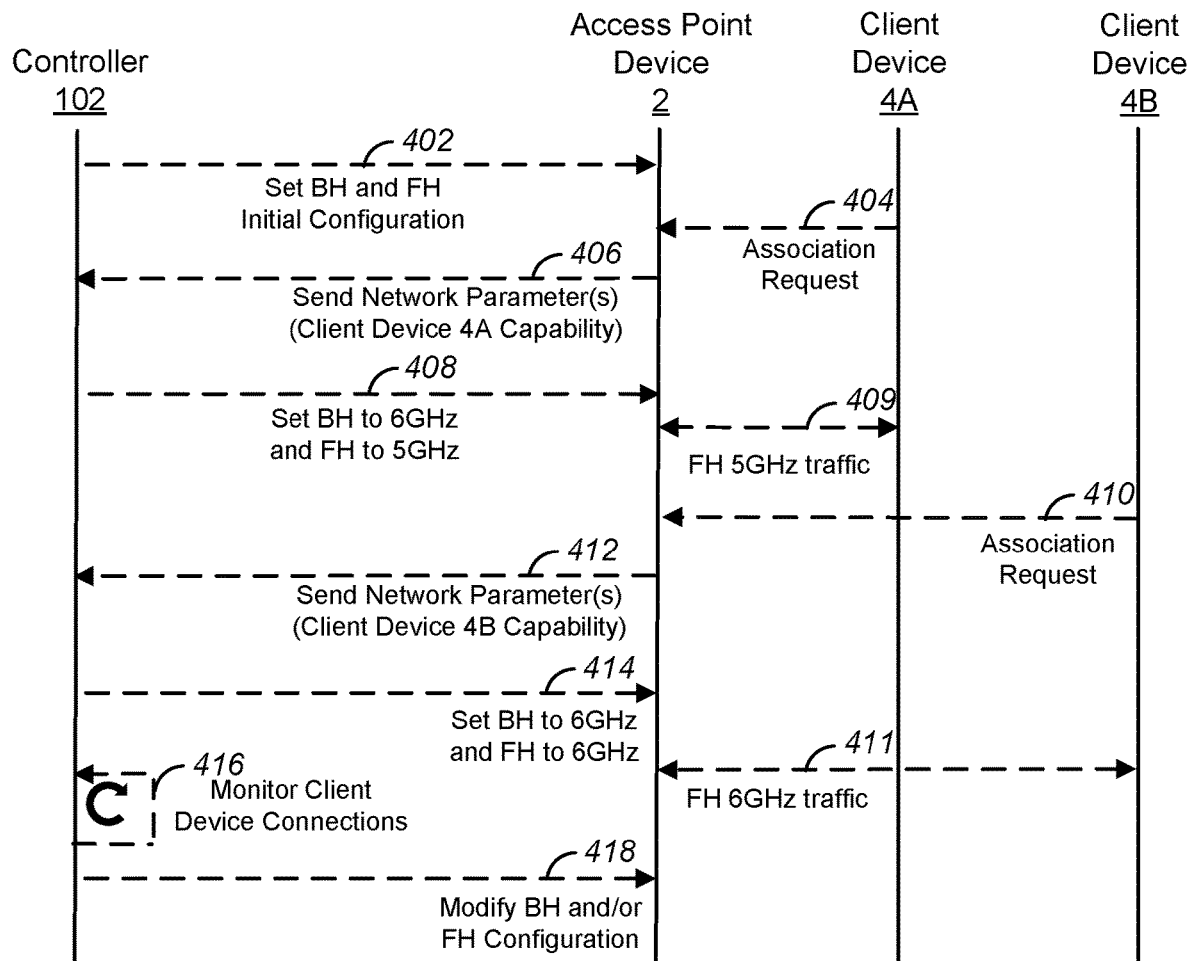 Controller
102
Access Point
Device
2
Client
Device
4A
Client
Device
4B
402
Set BH and FH
Initial Configuration
404
Association
Request
406
Send Network Parameter(s)
(Client Device 4A Capability)
408
Set BH to 6GHz
and FH to 5GHz
409
FH 5GHz traffic
410
Association
Request
412
Send Network Parameter(s)
(Client Device 4B Capability)
414
Set BH to 6GHz
and FH to 6GHz
411
FH 6GHz traffic
416
Monitor Client
Device Connections
418
Modify BH and/or
FH Configuration